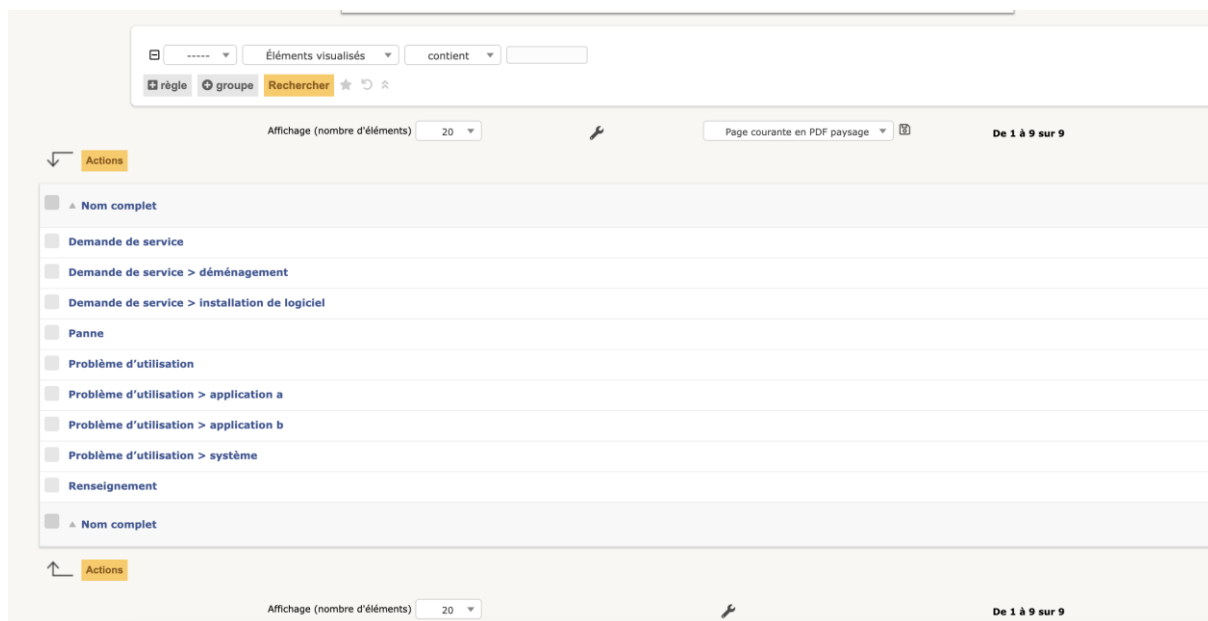 ----- Éléments visualisés contient
règle groupe Rechercher
Affichage (nombre d'éléments) 20 Page courante en PDF paysage De 1 à 9 sur 9
Actions
Nom complet
Demande de service
Demande de service > déménagement
Demande de service > installation de logiciel
Panne
Problème d’utilisation
Problème d’utilisation > application a
Problème d’utilisation > application b
Problème d’utilisation > système
Renseignement
Nom complet
Actions
Affichage (nombre d'éléments) 20 De 1 à 9 sur 9